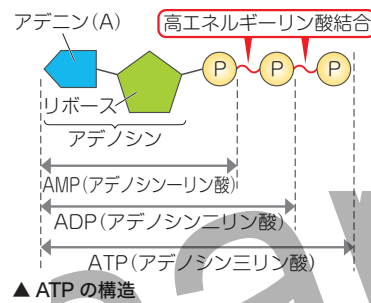 アデニン(A)
高エネルギーリン酸結合
P P P
リボース
アデノシン
AMP(アデノシン一リン酸)
ADP(アデノシン二リン酸)
ATP(アデノシン三リン酸)
▲ ATP の構造